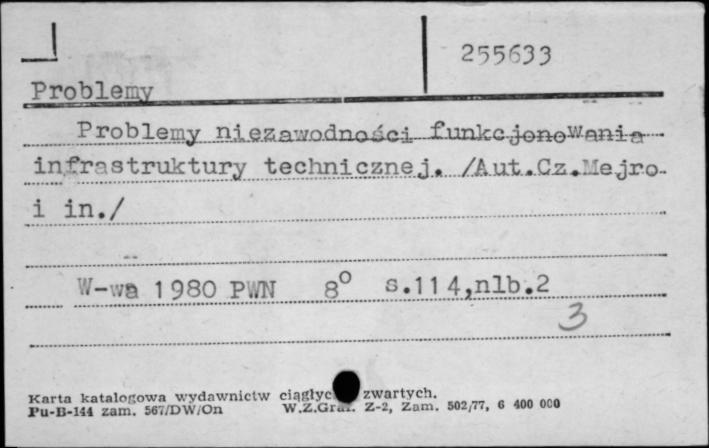 255633
Problemy
Problemy niezawodności funkcjonowania
infrastruktury technicznej. /Aut.Cz.Mejro-
i in./
W-wa 1980 PWN 8° s.114,nlb.2
3
Karta katalogowa wydawnictw zwartych.
Pu-B-144 zam. 567/DW/On W.Z.Graf. Z-2, Zam. 502/77, 6 400 000